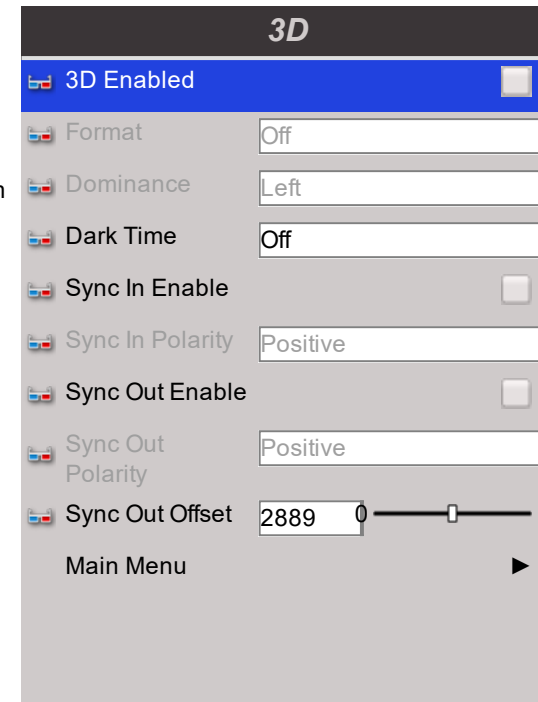 3D
3D Enabled
Format Off
n
Dominance Left
Dark Time Off
Sync In Enable
Sync In Polarity Positive
Sync Out Enable
Sync Out Positive
Polarity
Sync Out Offset 2889 0
Main Menu